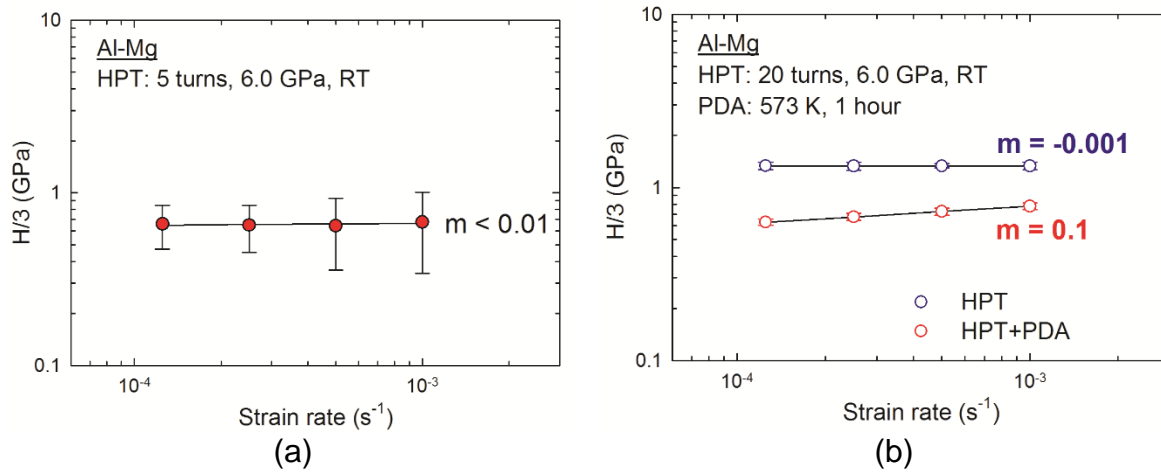 Al-Mg
HPT: 5 turns, 6.0 GPa, RT
H/3 (GPa)
10
1
0.1
m < 0.01
10⁻⁴
10⁻³
Strain rate (s⁻¹)
(a)
Al-Mg
HPT: 20 turns, 6.0 GPa, RT
PDA: 573 K, 1 hour
H/3 (GPa)
10
1
0.1
m = -0.001
m = 0.1
HPT
HPT+PDA
10⁻⁴
10⁻³
Strain rate (s⁻¹)
(b)